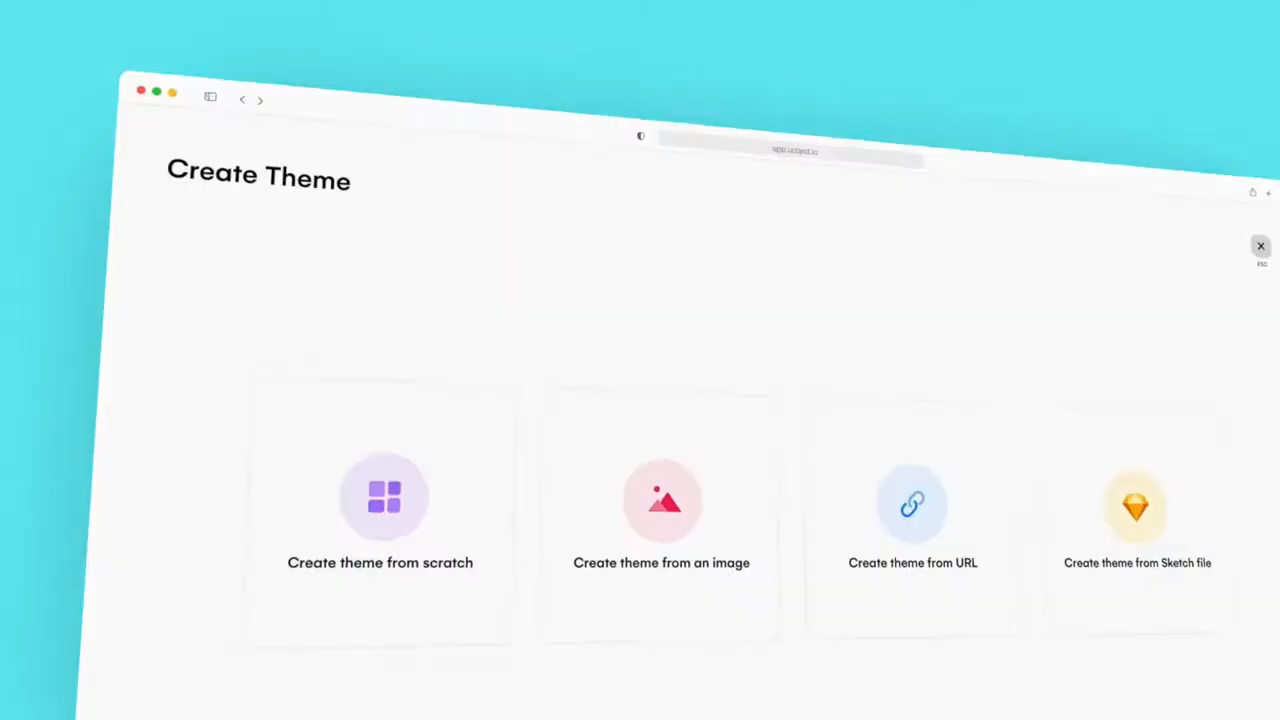 Create Theme
esc
Create theme from scratch
Create theme from an image
Create theme from URL
Create theme from Sketch file